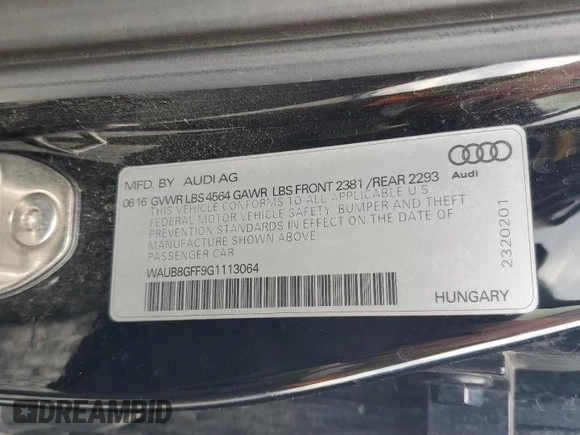 MFD. BY AUDI AG
Audi
0616 GVWR LBS 4564 GAWR LBS FRONT 2381 /REAR 2293
THIS VEHICLE CONFORMS TO ALL APPLICABLE U.S.
FEDERAL MOTOR VEHICLE SAFETY, BUMPER AND THEFT
PREVENTION STANDARDS IN EFFECT ON THE DATE OF
MANUFACTURE SHOWN ABOVE
PASSENGER CAR
WAUB8GFF9G1113064
2320201
HUNGARY
DREAMBID